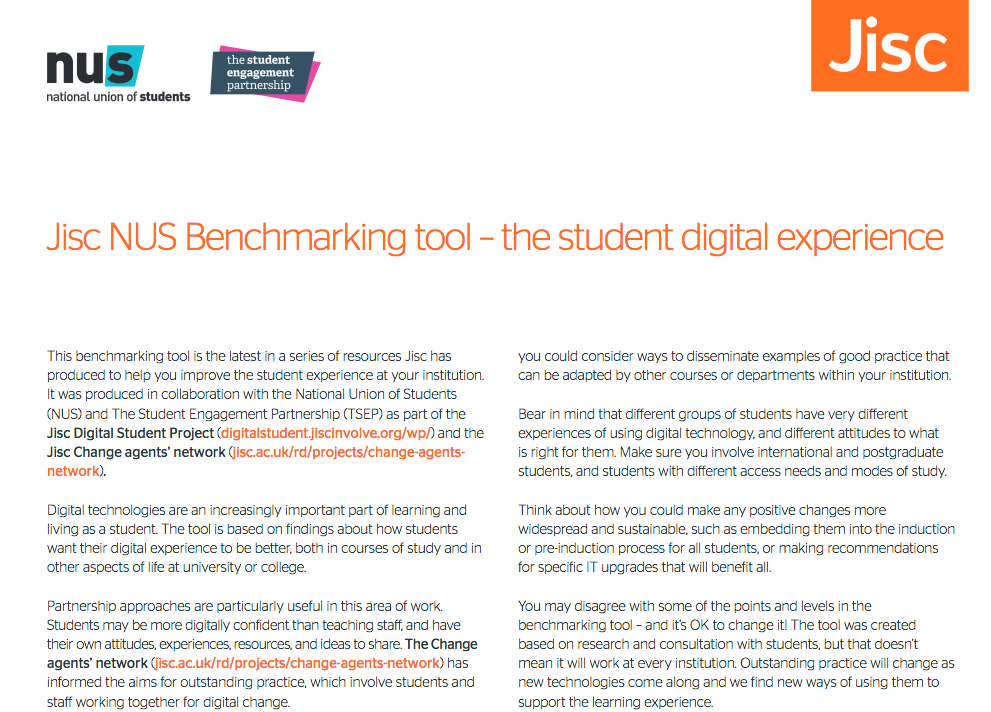 nus
national union of students
the student
engagement
partnership
Jisc
Jisc NUS Benchmarking tool – the student digital experience
This benchmarking tool is the latest in a series of resources Jisc has
produced to help you improve the student experience at your institution.
It was produced in collaboration with the National Union of Students
(NUS) and The Student Engagement Partnership (TSEP) as part of the
Jisc Digital Student Project (digitalstudent.jiscinvolve.org/wp/) and the
Jisc Change agents’ network (jisc.ac.uk/rd/projects/change-agents-
network).
Digital technologies are an increasingly important part of learning and
living as a student. The tool is based on findings about how students
want their digital experience to be better, both in courses of study and in
other aspects of life at university or college.
Partnership approaches are particularly useful in this area of work.
Students may be more digitally confident than teaching staff, and have
their own attitudes, experiences, resources, and ideas to share. The Change
agents’ network (jisc.ac.uk/rd/projects/change-agents-network) has
informed the aims for outstanding practice, which involve students and
staff working together for digital change.
you could consider ways to disseminate examples of good practice that
can be adapted by other courses or departments within your institution.
Bear in mind that different groups of students have very different
experiences of using digital technology, and different attitudes to what
is right for them. Make sure you involve international and postgraduate
students, and students with different access needs and modes of study.
Think about how you could make any positive changes more
widespread and sustainable, such as embedding them into the induction
or pre-induction process for all students, or making recommendations
for specific IT upgrades that will benefit all.
You may disagree with some of the points and levels in the
benchmarking tool – and it’s OK to change it! The tool was created
based on research and consultation with students, but that doesn’t
mean it will work at every institution. Outstanding practice will change as
new technologies come along and we find new ways of using them to
support the learning experience.